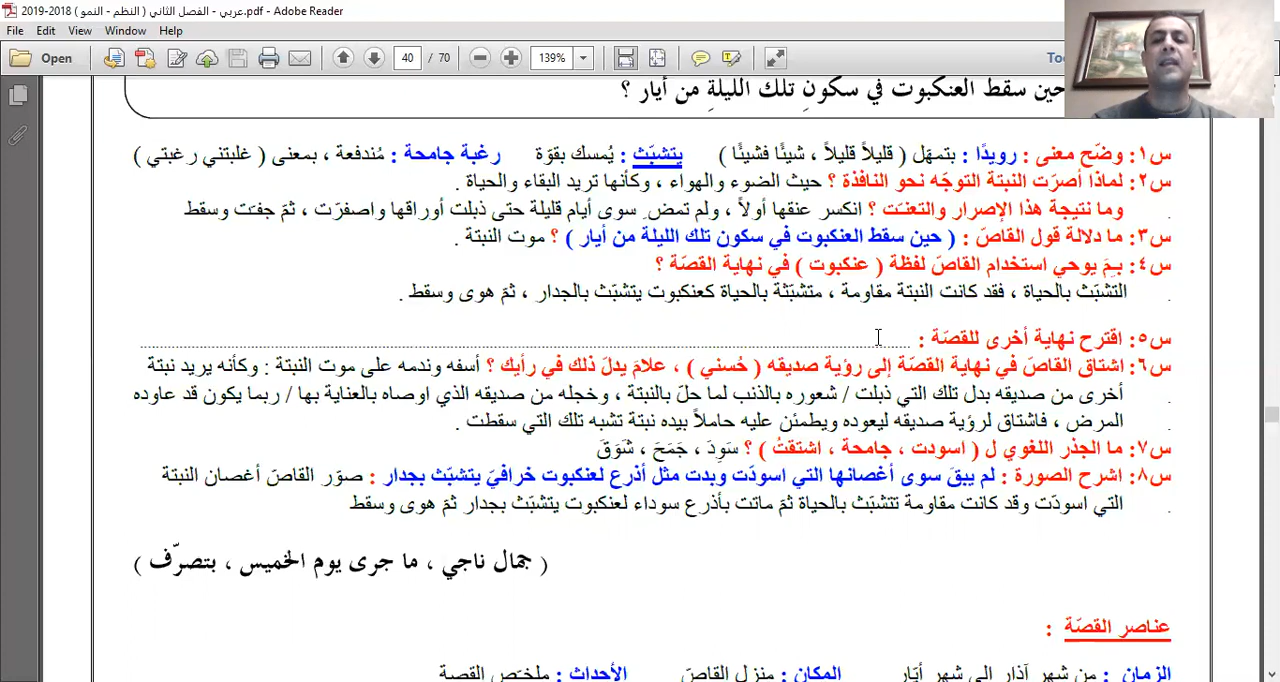 عربي - الفصل الثاني ( النظم - النمو ) 2018-2019.pdf - Adobe Reader
File Edit View Window Help
Open 40 / 70 139%
حين سقط العنكبوت في سكونِ تلك الليلةِ من أيار ؟
س١: وضّح معنى : رويدًا : بتمهّل ( قليلاً قليلاً ، شيئًا فشيئًا ) يتشبّث : يُمسك بقوّة رغبة جامحة : مُندفعة ، بمعنى ( غلبتني رغبتي )
س٢: لماذا أصرّت النبتة التوجّه نحو النافذة ؟ حيث الضوء والهواء ، وكأنها تريد البقاء والحياة .
. وما نتيجة هذا الإصرار والتعنّت ؟ انكسر عنقها أولاً ، ولم تمضِ سوى أيام قليلة حتى ذبلت أوراقها واصفرّت ، ثمّ جفّت وسقط
س٣: ما دلالة قول القاصّ : ( حين سقط العنكبوت في سكون تلك الليلة من أيار ) ؟ موت النبتة .
س٤: بِمَ يوحي استخدام القاصّ لفظة ( عنكبوت ) في نهاية القصّة ؟
. التشبّث بالحياة ، فقد كانت النبتة مقاومة ، متشبّثة بالحياة كعنكبوت يتشبّث بالجدار ، ثمّ هوى وسقط .
س٥: اقترح نهاية أخرى للقصّة : ........................................
س٦: اشتاق القاصّ في نهاية القصّة إلى رؤية صديقه ( حُسني ) ، علامَ يدلّ ذلك في رأيك ؟ أسفه وندمه على موت النبتة : وكأنه يريد نبتة
. أخرى من صديقه بدل تلك التي ذبلت / شعوره بالذنب لما حلّ بالنبتة ، وخجله من صديقه الذي اوصاه بالعناية بها / ربما يكون قد عاوده
. المرض ، فاشتاق لرؤية صديقه ليعوده ويطمئن عليه حاملاً بيده نبتة تشبه تلك التي سقطت .
س٧: ما الجذر اللغوي ل ( اسودت ، جامحة ، اشتقتُ ) ؟ سَوِدَ ، جَمَحَ ، شَوَقَ
س٨: اشرح الصورة : لم يبقَ سوى أغصانها التي اسودّت وبدت مثل أذرع لعنكبوت خرافيّ يتشبّث بجدار : صوّر القاصّ أغصان النبتة
. التي اسودّت وقد كانت مقاومة تتشبّث بالحياة ثمّ ماتت بأذرع سوداء لعنكبوت يتشبّث بجدار ثمّ هوى وسقط
( جمال ناجي ، ما جرى يوم الخميس ، بتصرّف )
عناصر القصّة :
الزمان : من شهر آذار إلى شهر أيّار المكان : منزل القاصّ الأحداث : ملخّص القصة